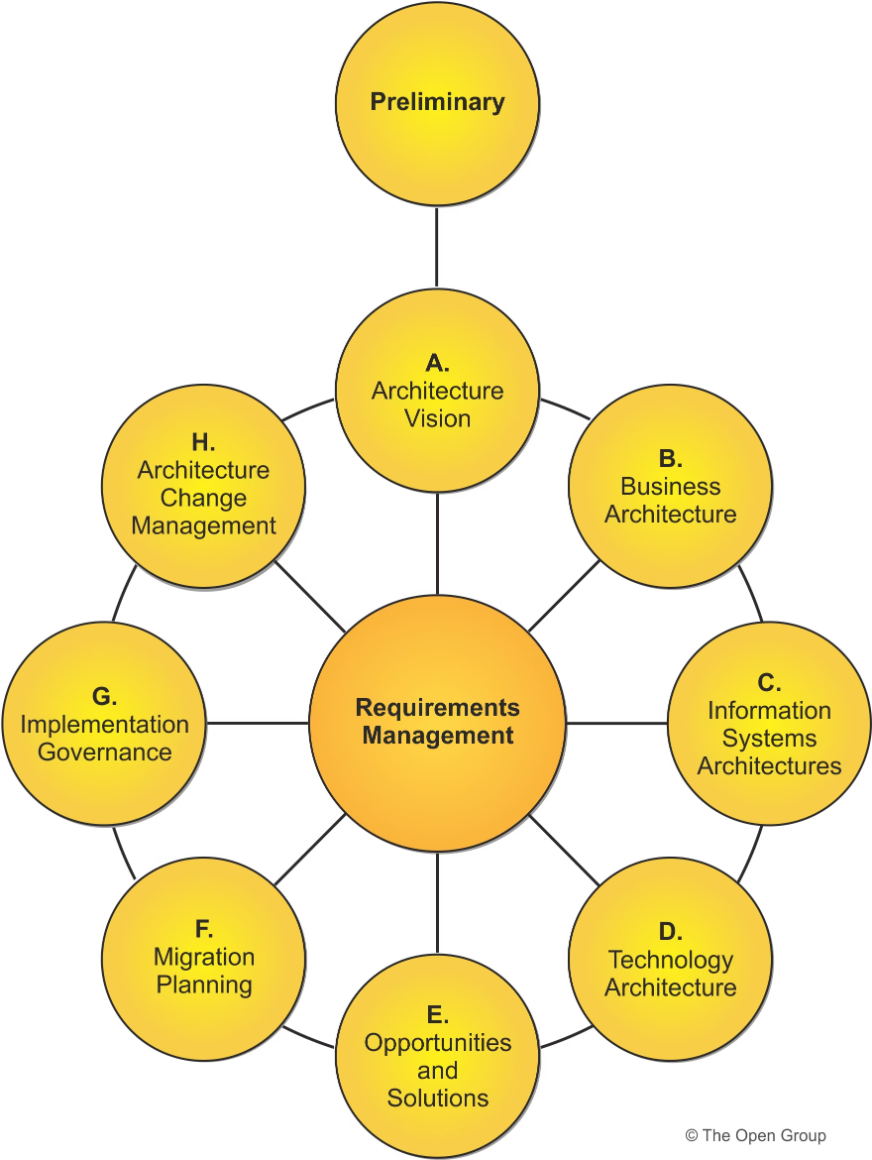 Preliminary
A.
Architecture
Vision
B.
Business
Architecture
C.
Information
Systems
Architectures
D.
Technology
Architecture
E.
Opportunities
and
Solutions
F.
Migration
Planning
G.
Implementation
Governance
H.
Architecture
Change
Management
Requirements
Management
© The Open Group